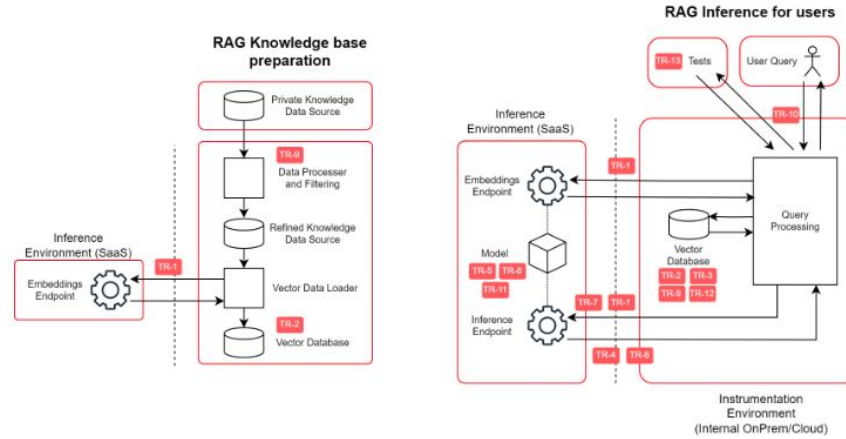 RAG Knowledge base
preparation
Private Knowledge
Data Source
TR-9
Data Processer
and Filtering
Refined Knowledge
Data Source
Inference
Environment (SaaS)
TR-1
Embeddings
Endpoint
Vector Data Loader
TR-2
Vector Database
RAG Inference for users
TR-13 Tests
User Query
TR-10
Inference
Environment (SaaS)
TR-1
Embeddings
Endpoint
Query
Processing
Model
TR-5 TR-8
TR-11
Vector
Database
TR-2 TR-3
TR-9 TR-12
TR-7 TR-1
Inference
Endpoint
TR-4 TR-6
Instrumentation
Environment
(Internal OnPrem/Cloud)